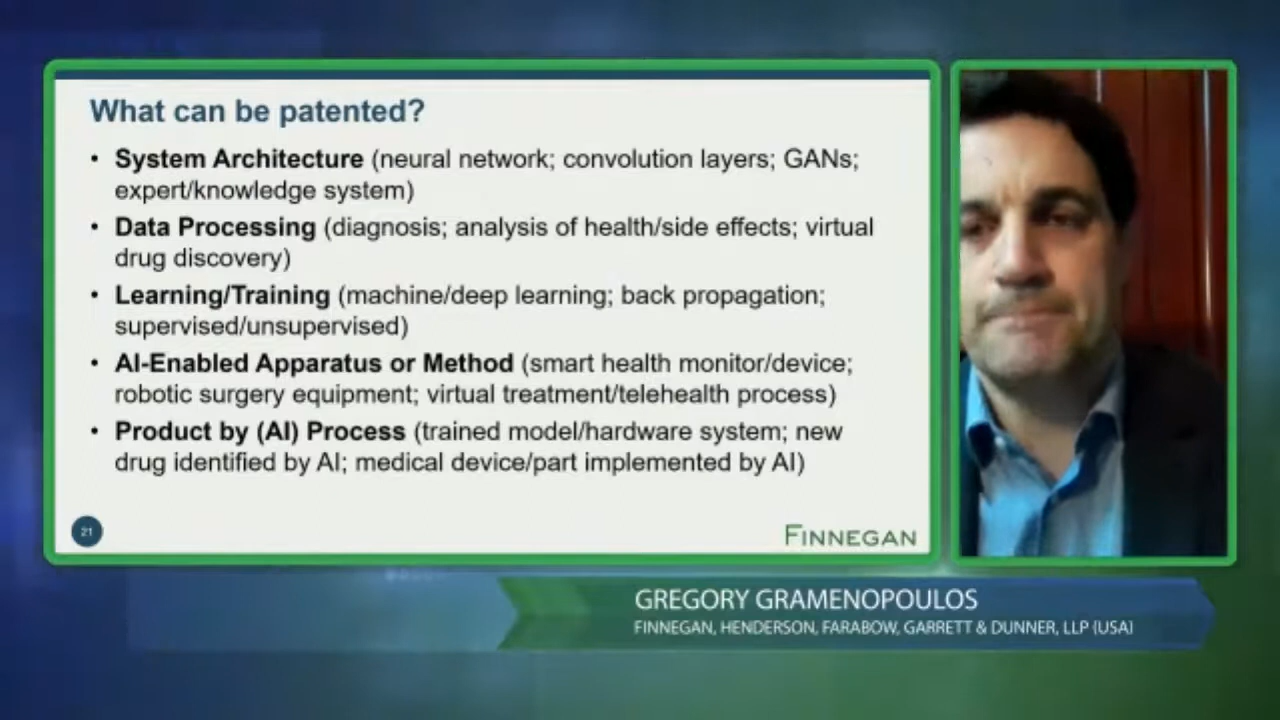 What can be patented?
• System Architecture (neural network; convolution layers; GANs;
expert/knowledge system)
• Data Processing (diagnosis; analysis of health/side effects; virtual
drug discovery)
• Learning/Training (machine/deep learning; back propagation;
supervised/unsupervised)
• AI-Enabled Apparatus or Method (smart health monitor/device;
robotic surgery equipment; virtual treatment/telehealth process)
• Product by (AI) Process (trained model/hardware system; new
drug identified by AI; medical device/part implemented by AI)
21
FINNEGAN
GREGORY GRAMENOPOULOS
FINNEGAN, HENDERSON, FARABOW, GARRETT & DUNNER, LLP (USA)